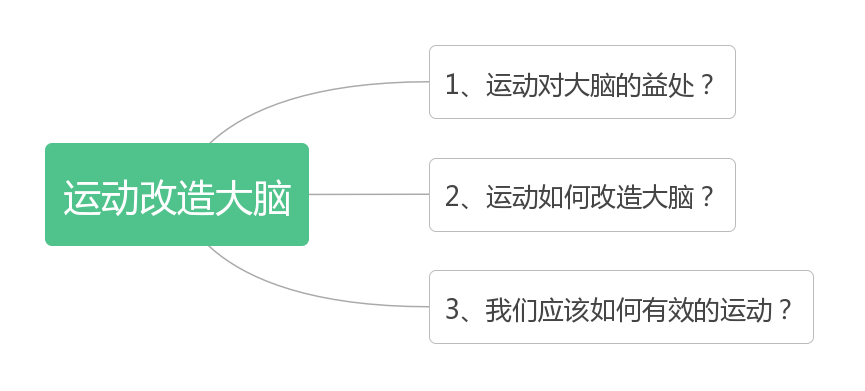 运动改造大脑
1、运动对大脑的益处？
2、运动如何改造大脑？
3、我们应该如何有效的运动？